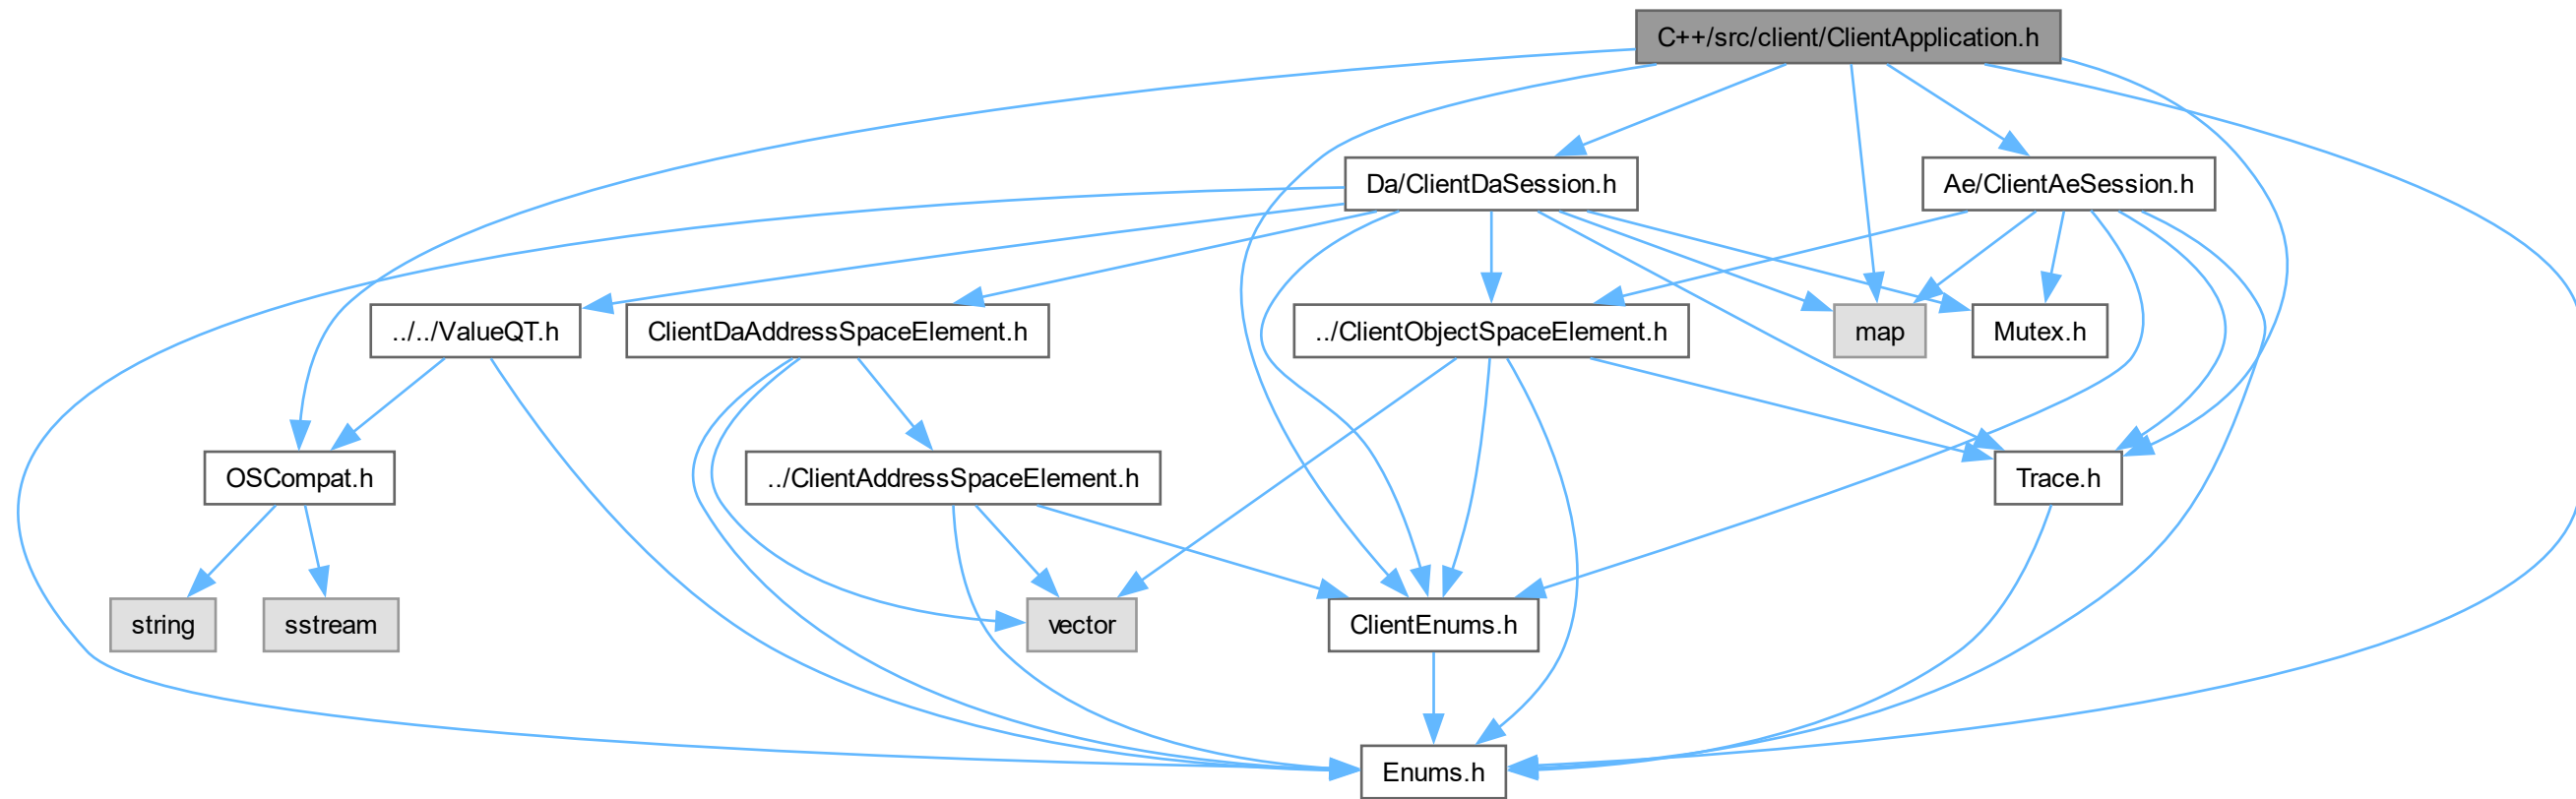 C++/src/client/ClientApplication.h
Da/ClientDaSession.h
Ae/ClientAeSession.h
../../ValueQT.h
ClientDaAddressSpaceElement.h
../ClientObjectSpaceElement.h
map
Mutex.h
OSCompat.h
../ClientAddressSpaceElement.h
Trace.h
string
sstream
vector
ClientEnums.h
Enums.h